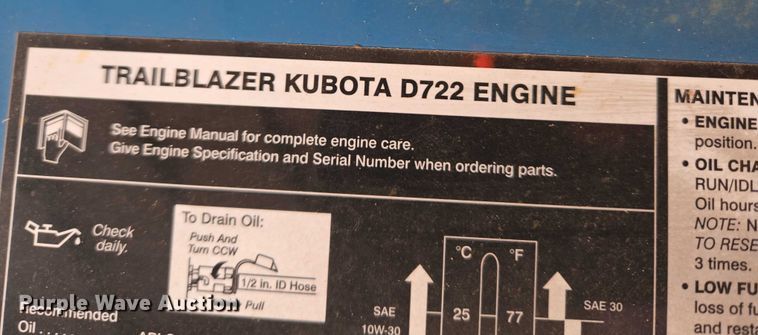 TRAILBLAZER KUBOTA D722 ENGINE
See Engine Manual for complete engine care.
Give Engine Specification and Serial Number when ordering parts.
Check
daily.
To Drain Oil:
Push And
Turn CCW
1/2 in. ID Hose
Pull
Recommended
Oil
SAE
10W-30
°C °F
25 77
SAE 30
MAINTEN
• ENGINE
position.
• OIL CHA
RUN/IDL
Oil hours
NOTE: N
TO RESE
3 times.
• LOW FU
loss of fu
and resta
Purple Wave Auction